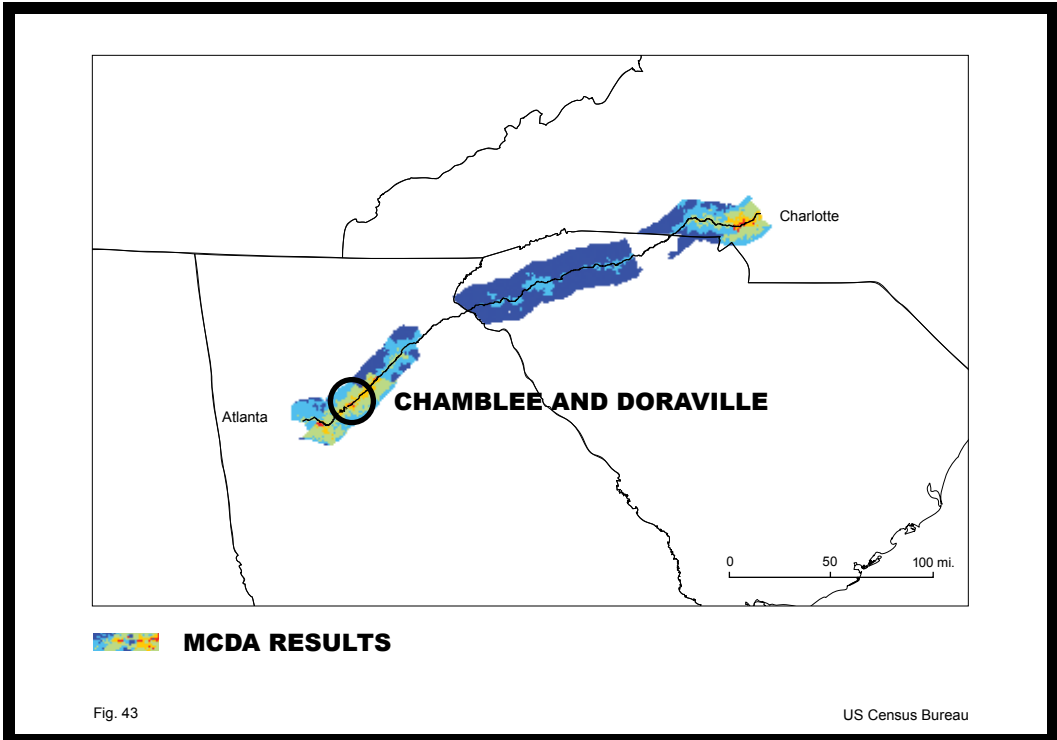 Charlotte
Atlanta
CHAMBLEE AND DORAVILLE
0 50 100 mi.
MCDA RESULTS
Fig. 43
US Census Bureau